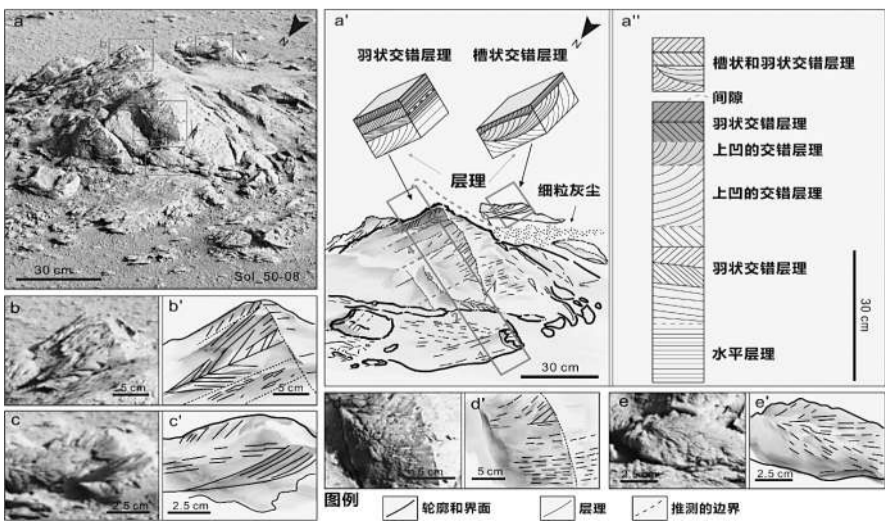 a
b
c
30 cm
Sol_50-08
a'
N
羽状交错层理
槽状交错层理
层理
细粒灰尘
30 cm
a"
槽状和羽状交错层理
间隙
羽状交错层理
上凹的交错层理
上凹的交错层理
羽状交错层理
水平层理
30 cm
b
5 cm
b'
5 cm
c
2.5 cm
c'
2.5 cm
d
5 cm
d'
5 cm
e
2.5 cm
e'
2.5 cm
图例
轮廓和界面
层理
推测的边界